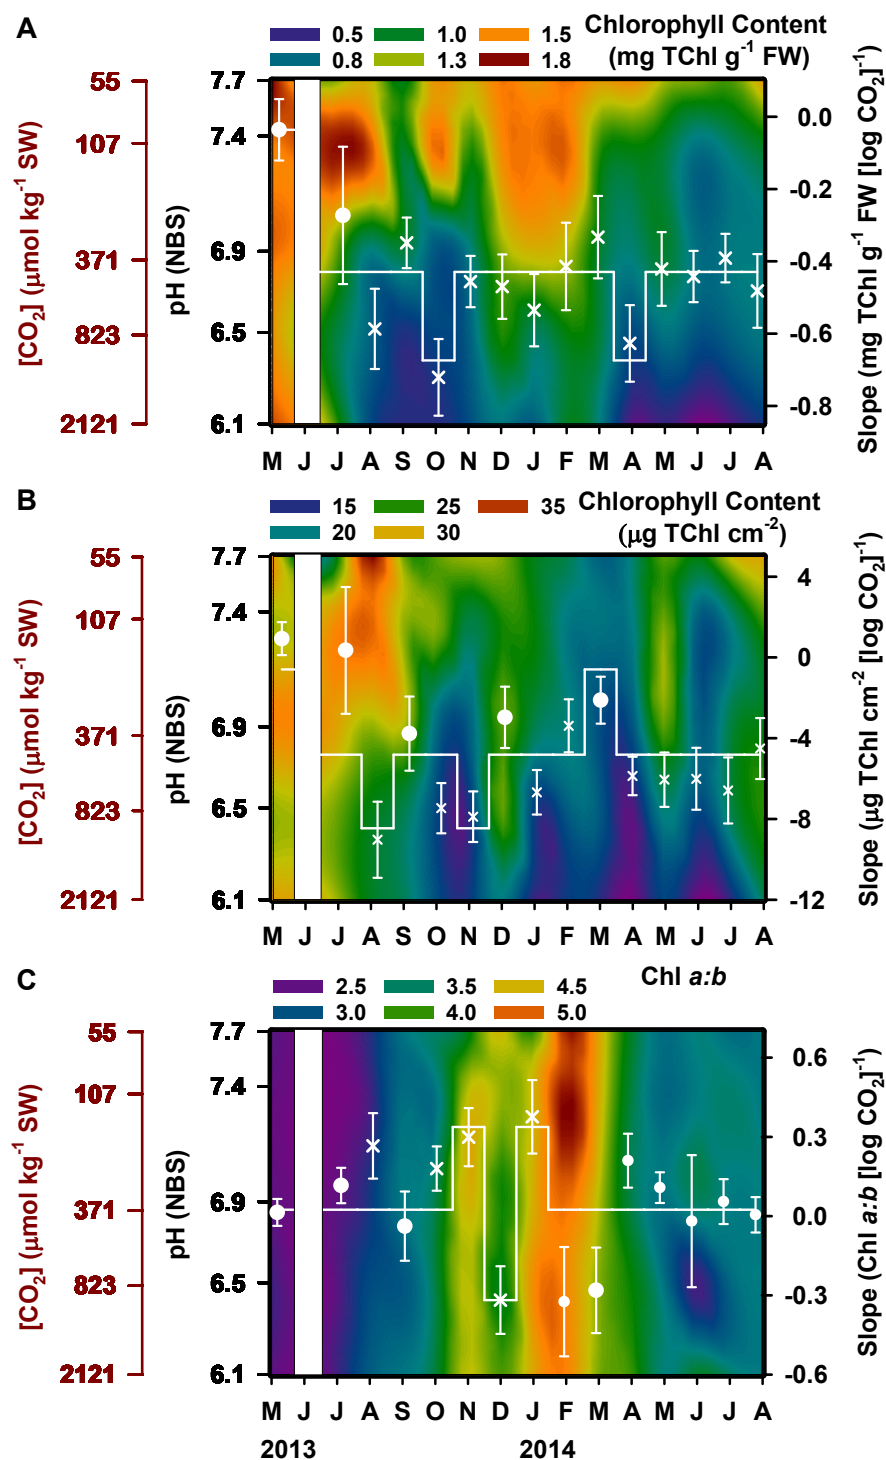 A
0.5 1.0 1.5
0.8 1.3 1.8
Chlorophyll Content
(mg TChl g⁻¹ FW)
[CO₂] (μmol kg⁻¹ SW)
55
107
371
823
2121
pH (NBS)
7.7
7.4
6.9
6.5
6.1
0.0
-0.2
-0.4
-0.6
-0.8
Slope (mg TChl g⁻¹ FW [log CO₂]⁻¹)
M J J A S O N D J F M A M J J A
B
15 25 35
20 30
Chlorophyll Content
(μg TChl cm⁻²)
[CO₂] (μmol kg⁻¹ SW)
55
107
371
823
2121
pH (NBS)
7.7
7.4
6.9
6.5
6.1
4
0
-4
-8
-12
Slope (μg TChl cm⁻² [log CO₂]⁻¹)
M J J A S O N D J F M A M J J A
C
2.5 3.5 4.5
3.0 4.0 5.0
Chl a:b
[CO₂] (μmol kg⁻¹ SW)
55
107
371
823
2121
pH (NBS)
7.7
7.4
6.9
6.5
6.1
0.6
0.3
0.0
-0.3
-0.6
Slope (Chl a:b [log CO₂]⁻¹)
M J J A S O N D J F M A M J J A
2013 2014